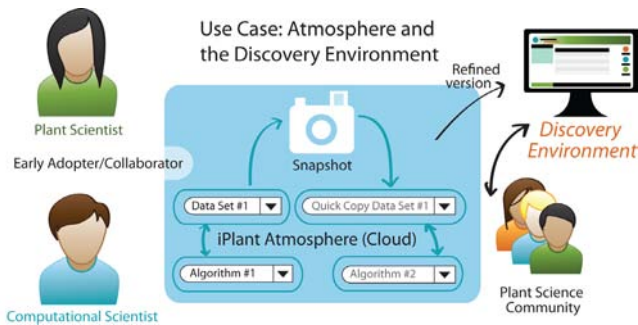 Use Case: Atmosphere and
the Discovery Environment
Plant Scientist
Early Adopter/Collaborator
Computational Scientist
Snapshot
Data Set #1
Quick Copy Data Set #1
iPlant Atmosphere (Cloud)
Algorithm #1
Algorithm #2
Refined
version
Discovery
Environment
Plant Science
Community